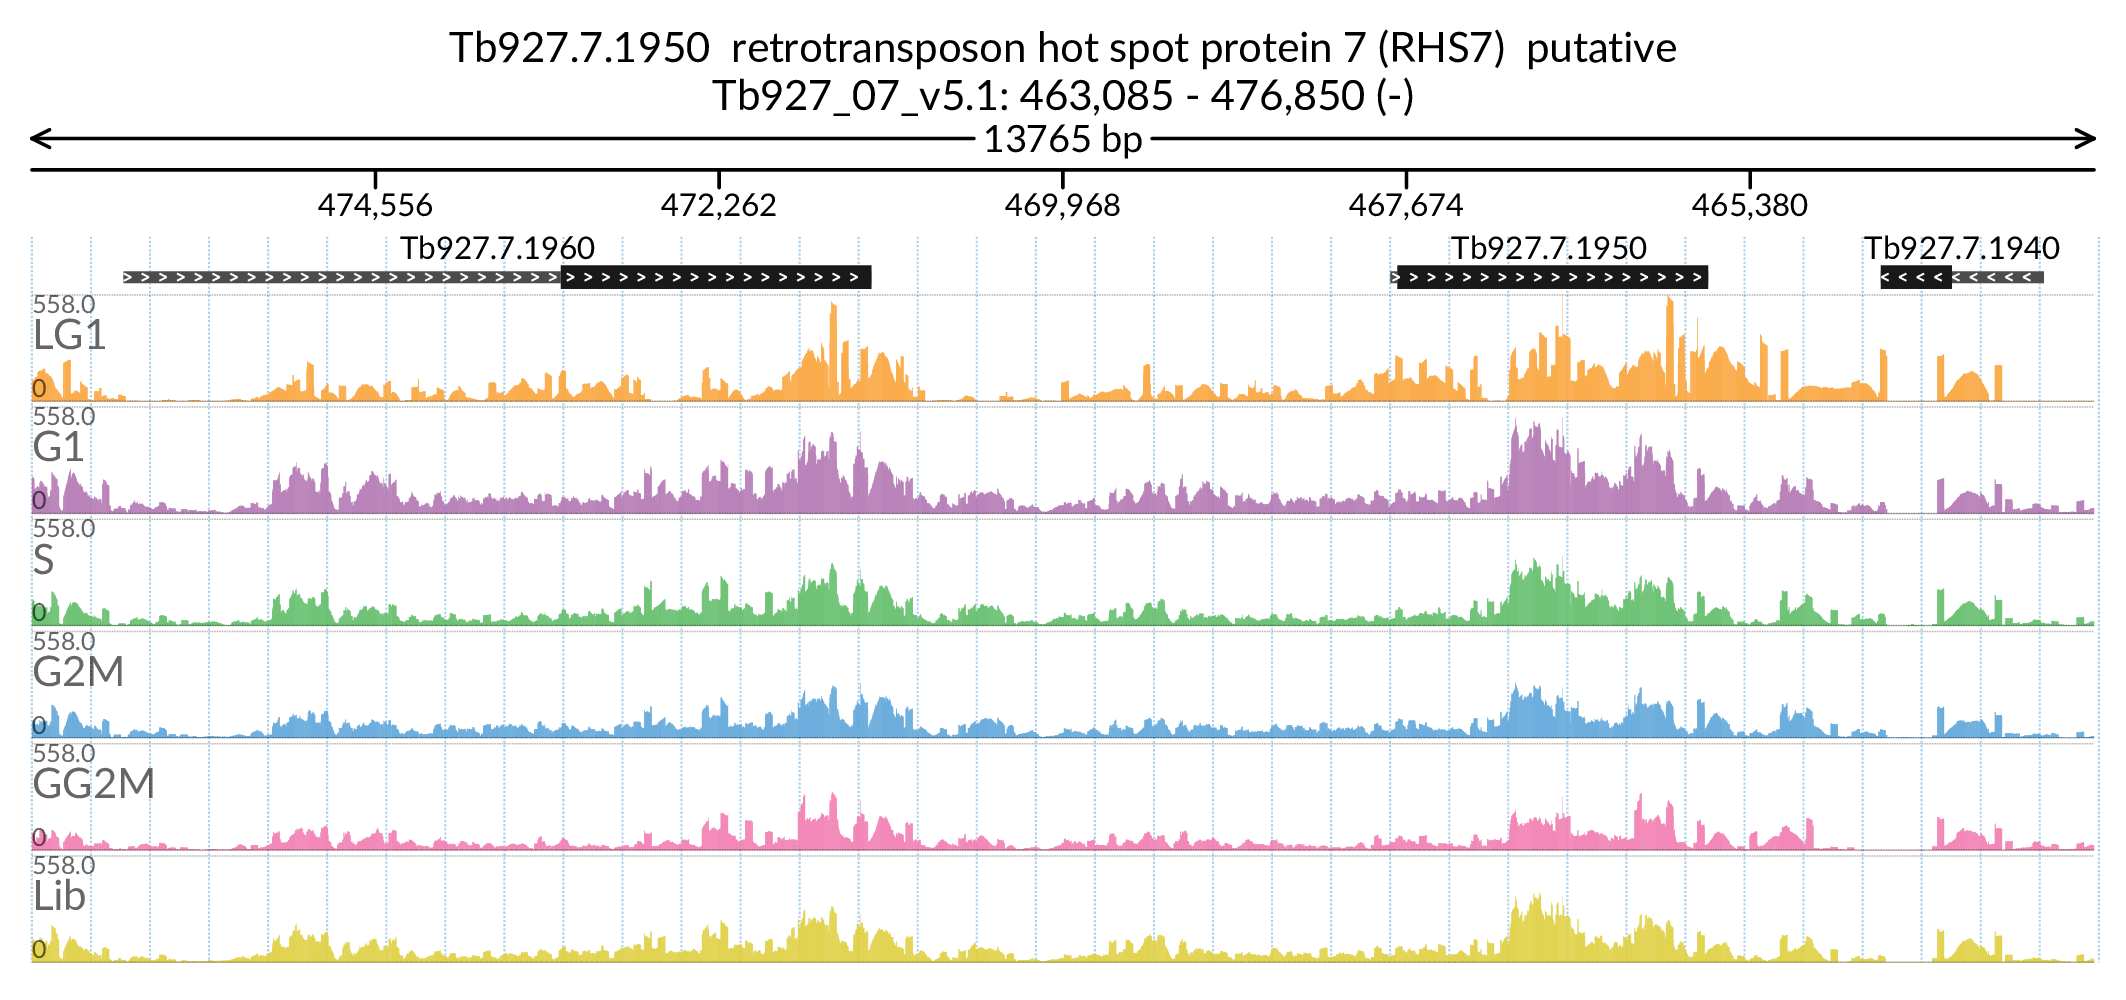 Tb927.7.1950 retrotransposon hot spot protein 7 (RHS7) putative
Tb927_07_v5.1: 463,085 - 476,850 (-)
13765 bp
474,556 472,262 469,968 467,674 465,380
Tb927.7.1960 Tb927.7.1950 Tb927.7.1940
558.0
LG1
0
558.0
G1
0
558.0
S
0
558.0
G2M
0
558.0
GG2M
0
558.0
Lib
0